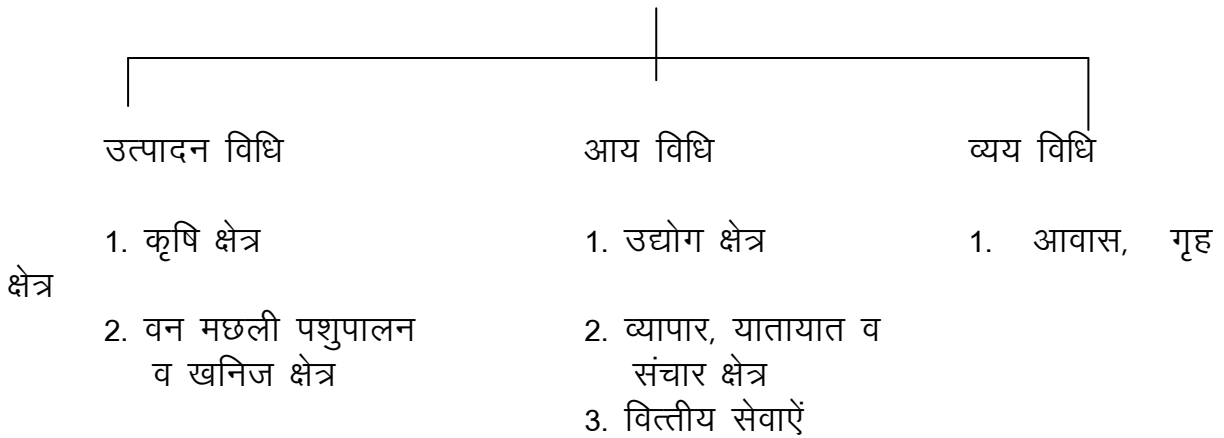 उत्पादन विधि आय विधि व्यय विधि
1. कृषि क्षेत्र 1. उद्योग क्षेत्र 1. आवास, गृह
क्षेत्र
2. वन मछली पशुपालन 2. व्यापार, यातायात व
व खनिज क्षेत्र संचार क्षेत्र
3. वित्तीय सेवाऐं